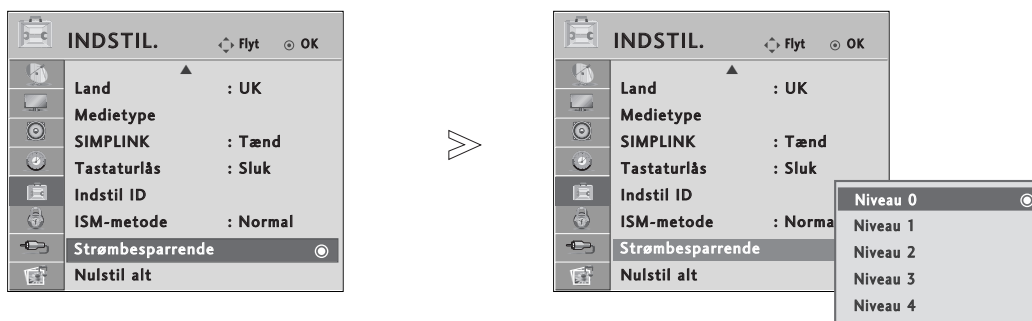 INDSTIL. Flyt OK
Land : UK
Medietype
SIMPLINK : Tænd
Tastaturlås : Sluk
Indstil ID
ISM-metode : Normal
Strømbesparrende
Nulstil alt
INDSTIL. Flyt OK
Land : UK
Medietype
SIMPLINK : Tænd
Tastaturlås : Sluk
Indstil ID
ISM-metode : Norma
Strømbesparrende
Nulstil alt
Niveau 0
Niveau 1
Niveau 2
Niveau 3
Niveau 4